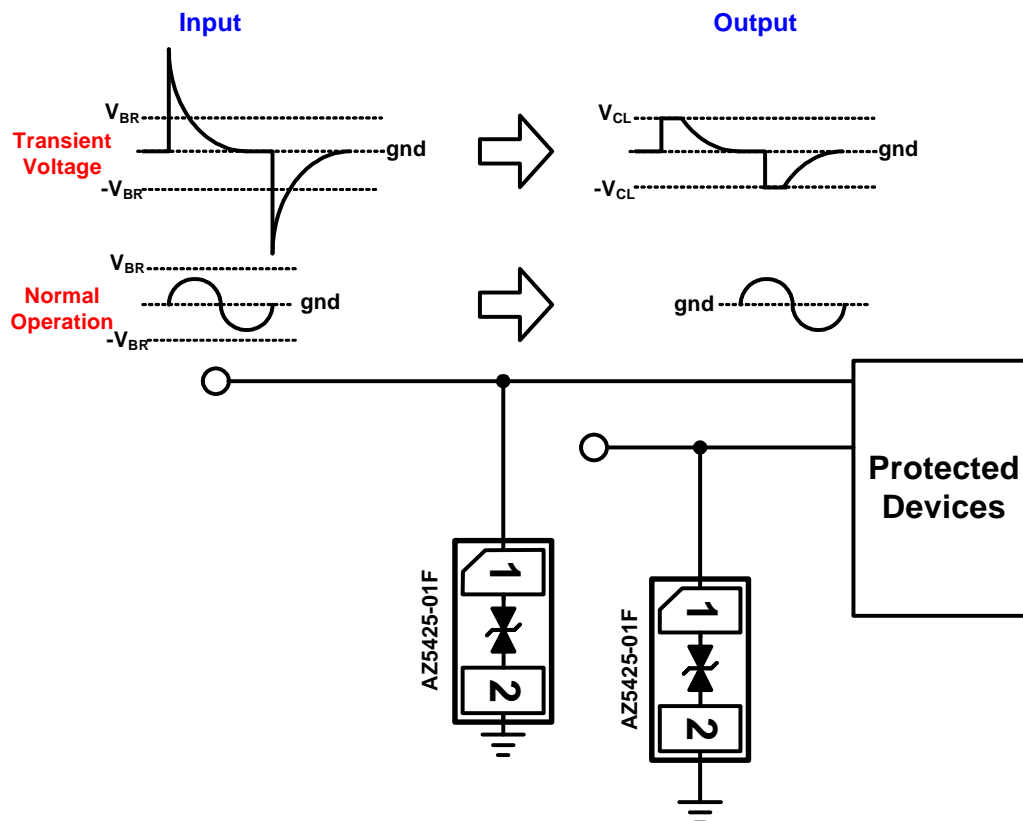 Input
Output
VBR
Transient
Voltage
gnd
-VBR
VCL
gnd
-VCL
VBR
Normal
Operation
gnd
-VBR
gnd
Protected
Devices
AZ5425-01F
1
2
AZ5425-01F
1
2